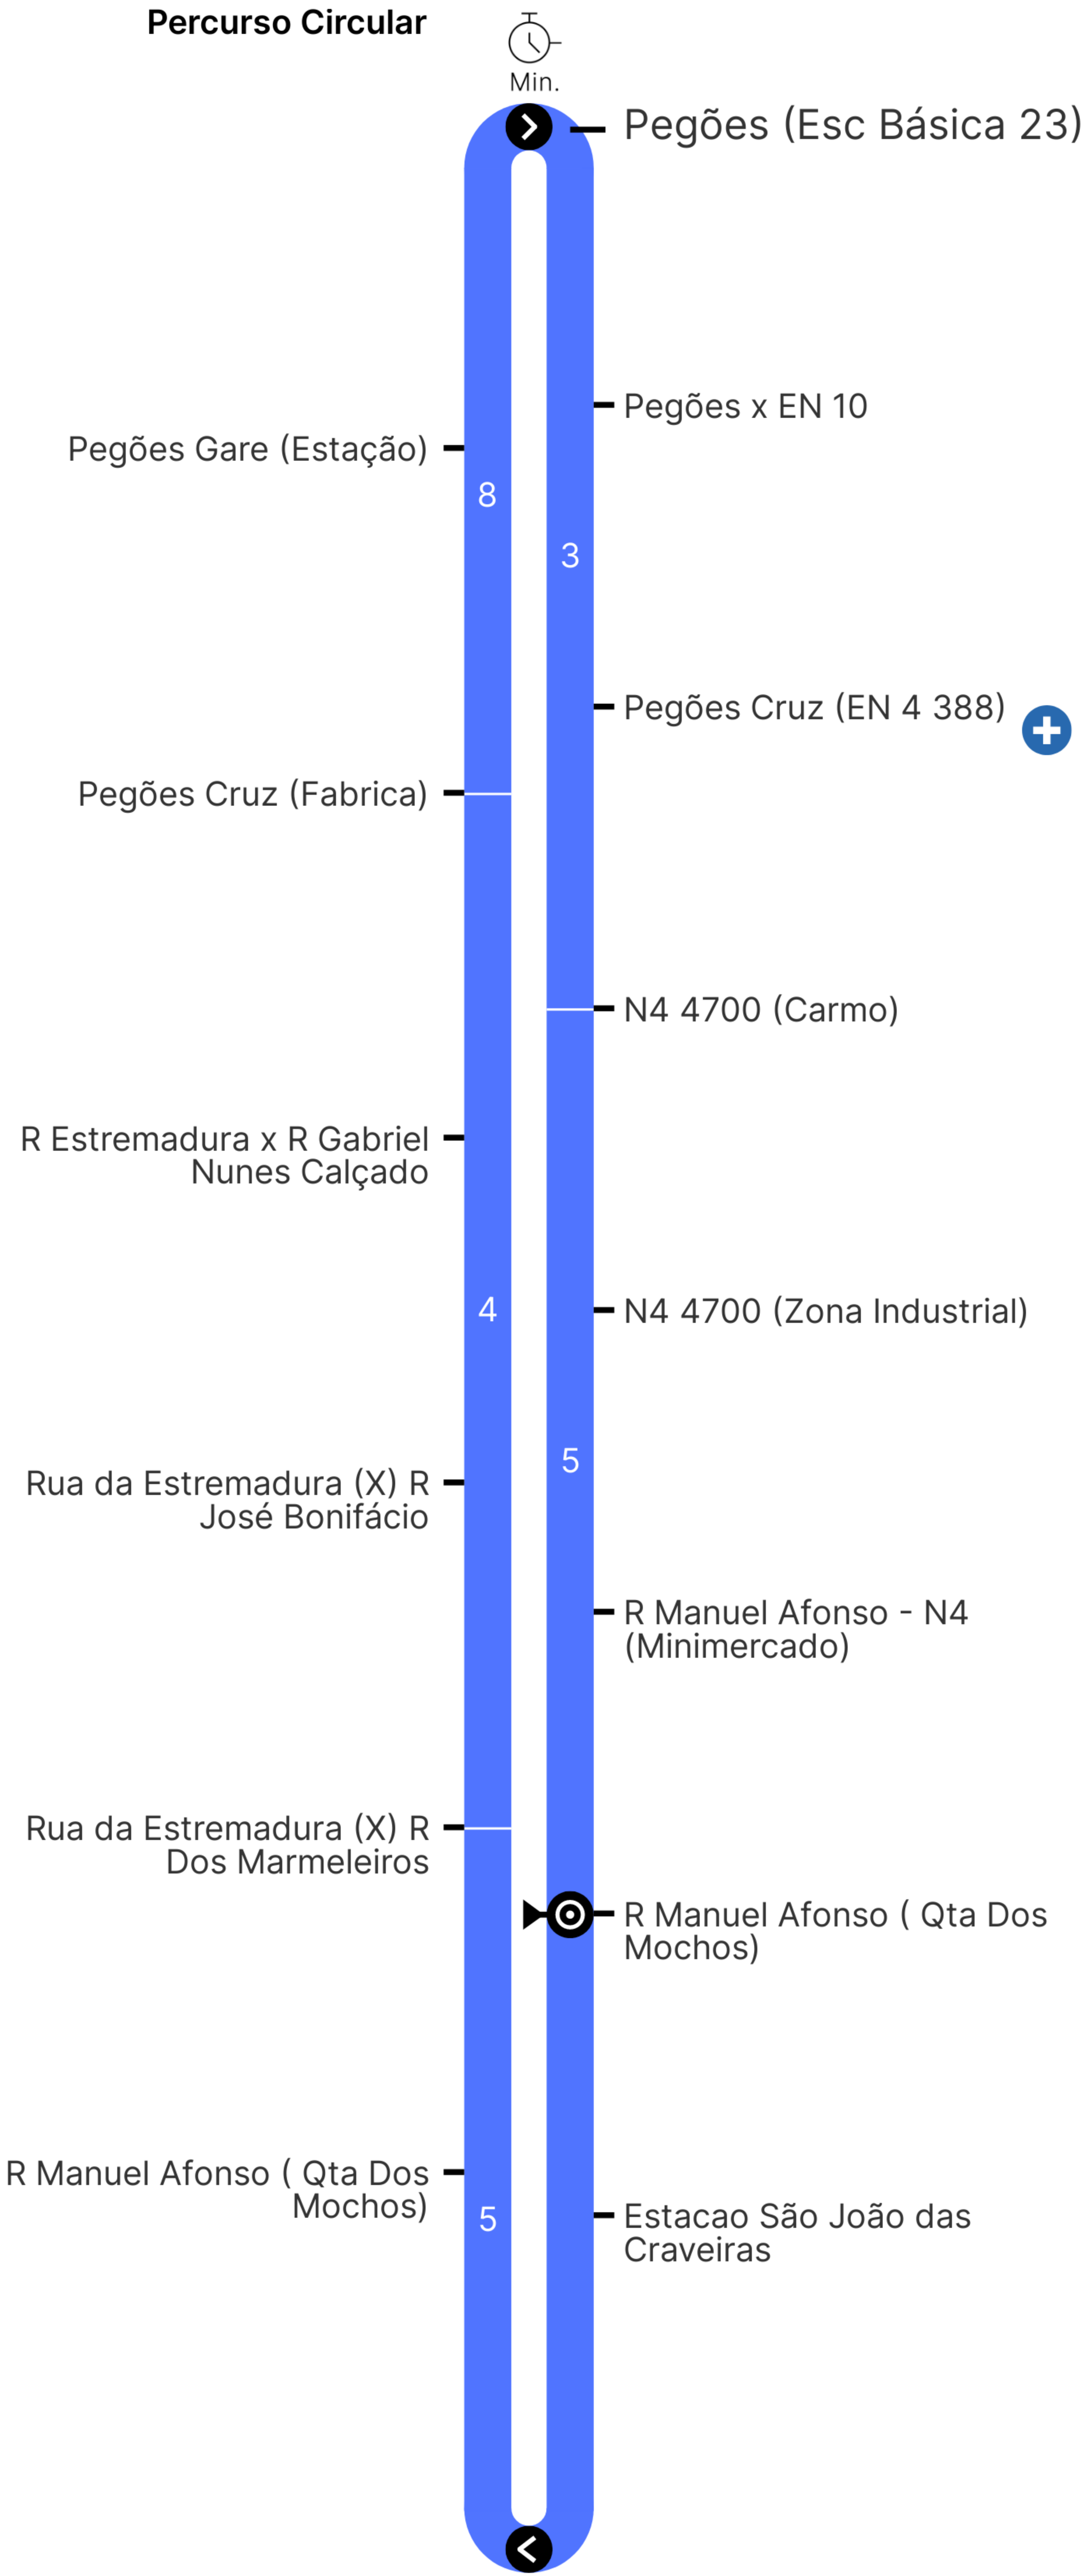 Percurso Circular
Min.
Pegões (Esc Básica 23)
Pegões x EN 10
Pegões Gare (Estação)
8
3
Pegões Cruz (EN 4 388)
Pegões Cruz (Fabrica)
N4 4700 (Carmo)
R Estremadura x R Gabriel
Nunes Calçado
4
N4 4700 (Zona Industrial)
5
Rua da Estremadura (X) R
José Bonifácio
R Manuel Afonso - N4
(Minimercado)
Rua da Estremadura (X) R
Dos Marmeleiros
R Manuel Afonso ( Qta Dos
Mochos)
R Manuel Afonso ( Qta Dos
Mochos)
5
Estacao São João das
Craveiras